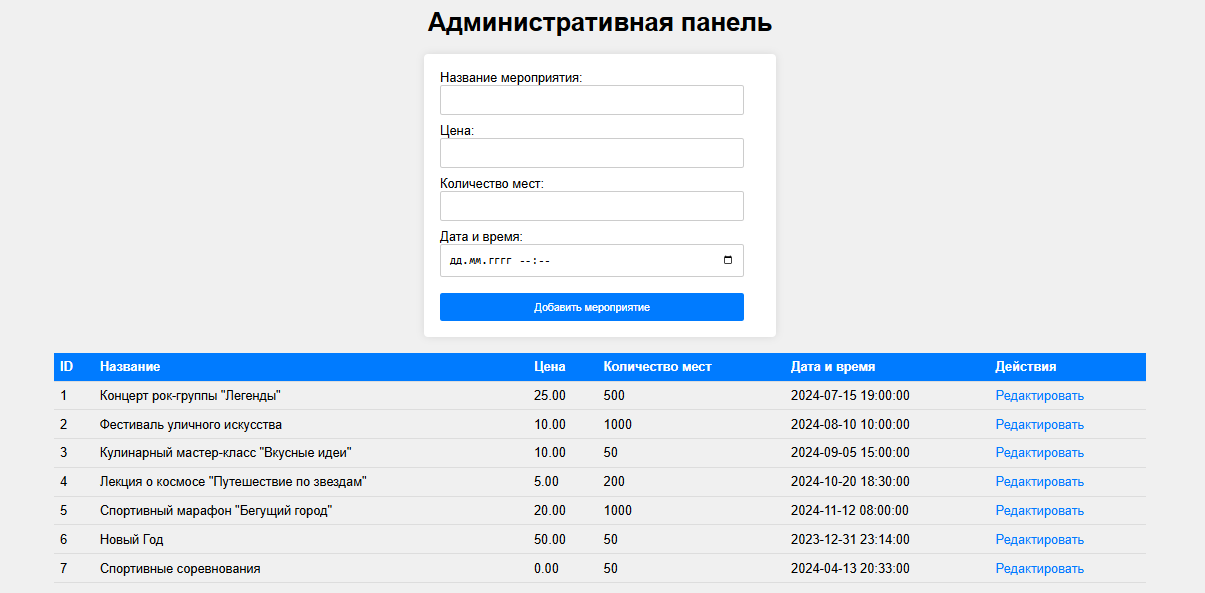 Административная панель
Название мероприятия:
Цена:
Количество мест:
Дата и время:
дд.мм.гггг --:--
Добавить мероприятие
ID Название Цена Количество мест Дата и время Действия
1 Концерт рок-группы "Легенды" 25.00 500 2024-07-15 19:00:00 Редактировать
2 Фестиваль уличного искусства 10.00 1000 2024-08-10 10:00:00 Редактировать
3 Кулинарный мастер-класс "Вкусные идеи" 10.00 50 2024-09-05 15:00:00 Редактировать
4 Лекция о космосе "Путешествие по звездам" 5.00 200 2024-10-20 18:30:00 Редактировать
5 Спортивный марафон "Бегущий город" 20.00 1000 2024-11-12 08:00:00 Редактировать
6 Новый Год 50.00 50 2023-12-31 23:14:00 Редактировать
7 Спортивные соревнования 0.00 50 2024-04-13 20:33:00 Редактировать